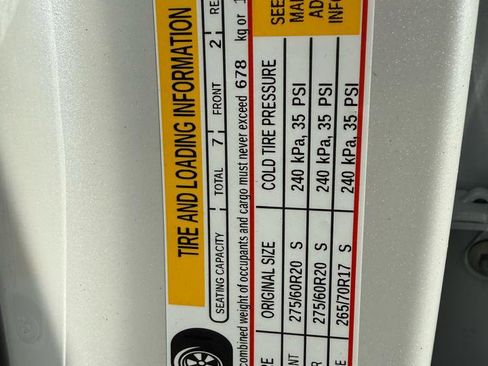 TIRE AND LOADING INFORMATION
SEATING CAPACITY TOTAL 7 FRONT 2
combined weight of occupants and cargo must never exceed 678 kg or
ORIGINAL SIZE COLD TIRE PRESSURE SEE
275/60R20 S 240 kPa, 35 PSI
275/60R20 S 240 kPa, 35 PSI
265/70R17 S 240 kPa, 35 PSI